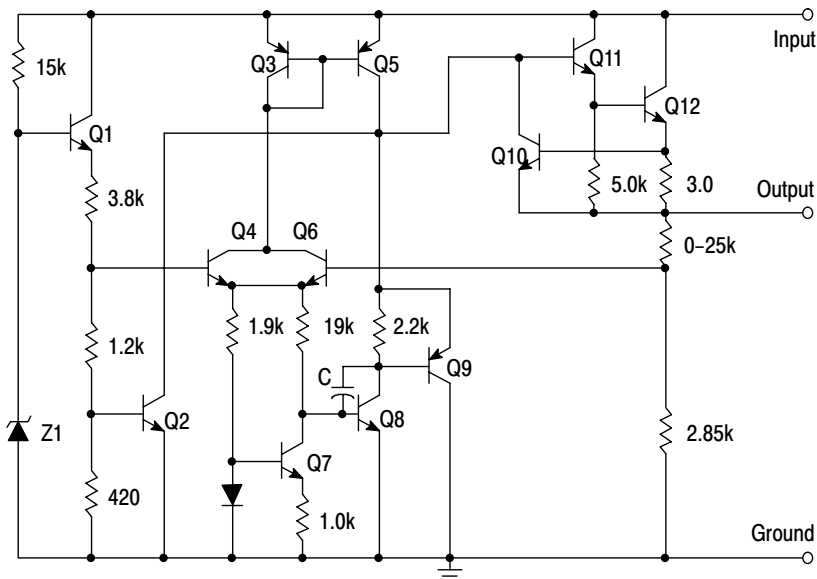 Input
15k
Q3
Q5
Q11
Q12
Q1
Q10
3.8k
5.0k
3.0
Output
Q4
Q6
0–25k
1.2k
1.9k
19k
2.2k
C
Q9
Z1
Q2
Q8
2.85k
Q7
420
1.0k
Ground